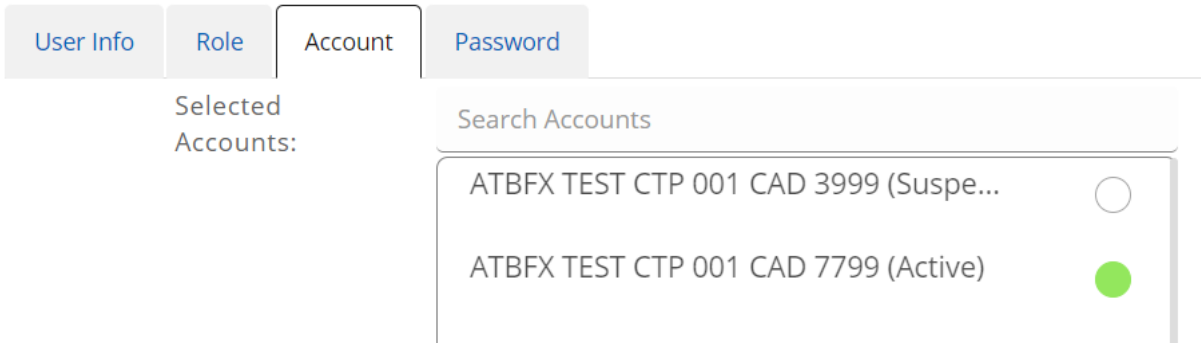 User Info
Role
Account
Password
Selected
Accounts:
Search Accounts
ATBFX TEST CTP 001 CAD 3999 (Suspe...
ATBFX TEST CTP 001 CAD 7799 (Active)